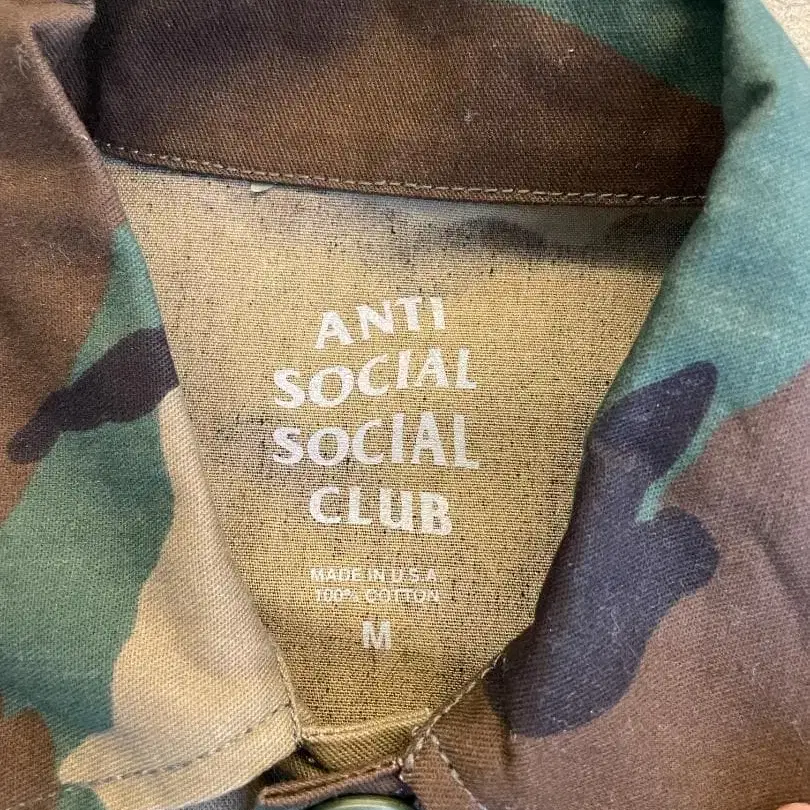 ANTI
SOCIAL
SOCIAL
CLUB
MADE IN U.S.A
100% COTTON
M